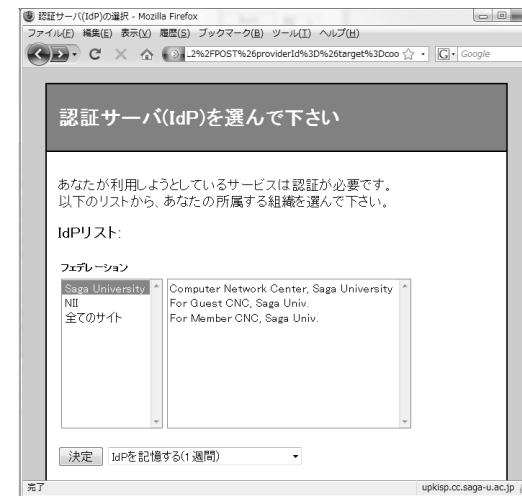 認証サーバ(IdP)の選択 - Mozilla Firefox
ファイル(F) 編集(E) 表示(V) 履歴(S) ブックマーク(B) ツール(T) ヘルプ(H)
L2%2FPOST%26providerId%3D%26target%3Dcoo
Google
認証サーバ(IdP)を選んで下さい
あなたが利用しようとしているサービスは認証が必要です。
以下のリストから、あなたの所属する組織を選んで下さい。
IdPリスト:
フェデレーション
Saga University
NII
全てのサイト
Computer Network Center, Saga University
For Guest CNC, Saga Univ.
For Member CNC, Saga Univ.
決定 IdPを記憶する(1週間)
完了 upkisp.cc.saga-u.ac.jp